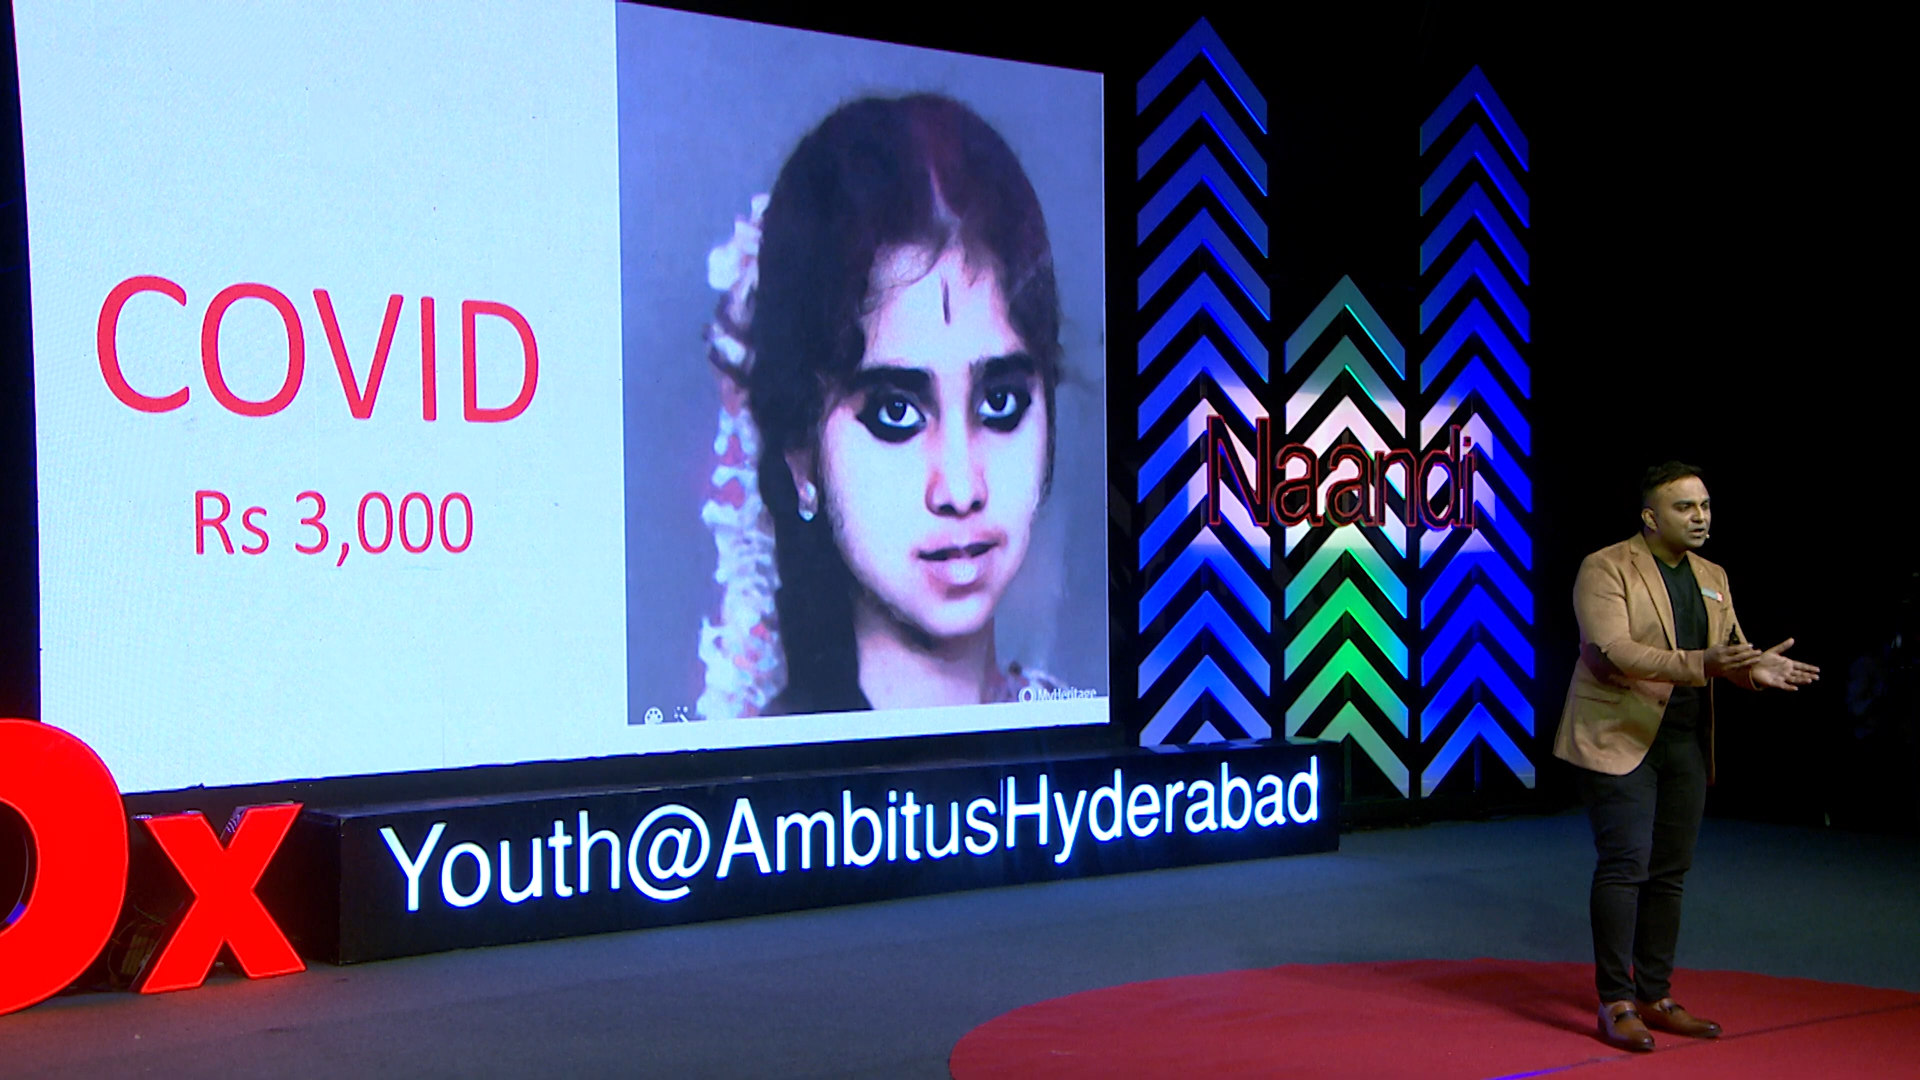 COVID
Rs 3,000
MyHeritage
Naandi
Dx
Youth@AmbitusHyderabad